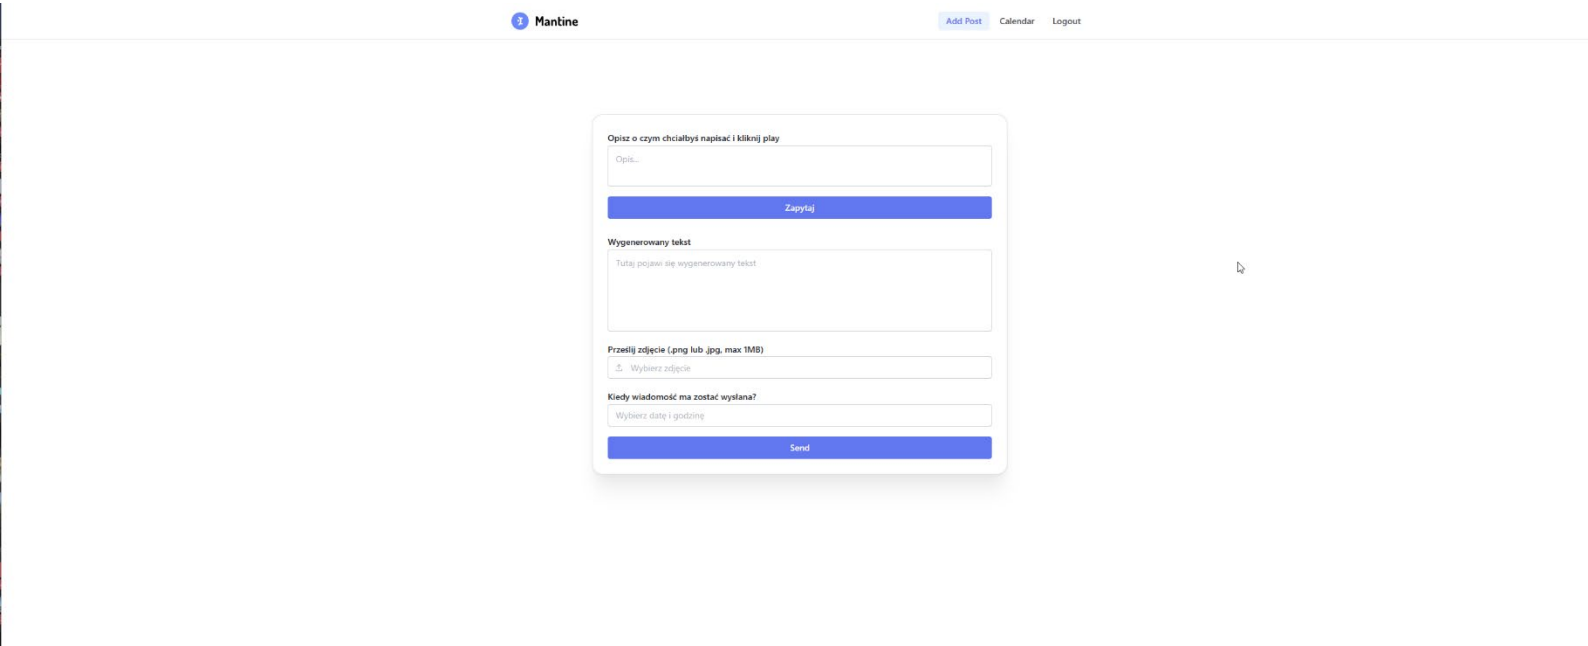 Mantine
Add Post Calendar Logout
Opisz o czym chciałbyś napisać i kliknij play
Opis...
Zapytaj
Wygenerowany tekst
Tutaj pojawi się wygenerowany tekst
Prześlij zdjęcie (.png lub .jpg, max 1MB)
Wybierz zdjęcie
Kiedy wiadomość ma zostać wysłana?
Wybierz datę i godzinę
Send